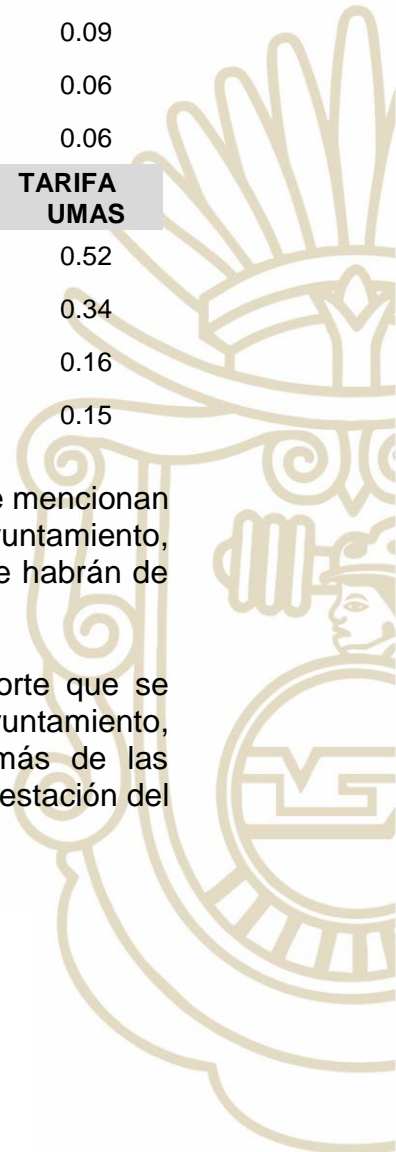 0.09
0.06
0.06
TARIFA
UMAS
0.52
0.34
0.16
0.15
mencionan
untamiento,
e habrán de
orte que se
untamiento,
más de las
estación del